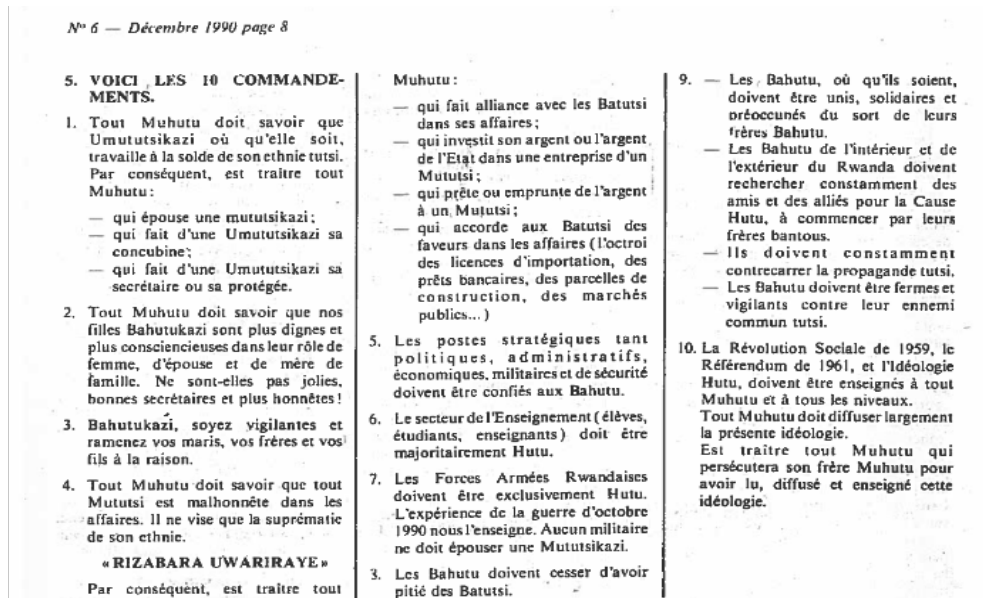 Nº 6 — Décembre 1990 page 8
5. VOICI LES 10 COMMANDE-
MENTS.
1. Tout Muhutu doit savoir que
Umututsikazi où qu'elle soit,
travaille à la solde de son ethnie tutsi.
Par conséquent, est traître tout
Muhutu :
— qui épouse une mututsikazi ;
— qui fait d'une Umututsikazi sa
concubine ;
— qui fait d'une Umututsikazi sa
secrétaire ou sa protégée.
2. Tout Muhutu doit savoir que nos
filles Bahutukazi sont plus dignes et
plus consciencieuses dans leur rôle de
femme, d'épouse et de mère de
famille. Ne sont-elles pas jolies,
bonnes secrétaires et plus honnêtes !
3. Bahutukazi, soyez vigilantes et
ramenez vos maris, vos frères et vos
fils à la raison.
4. Tout Muhutu doit savoir que tout
Mututsi est malhonnête dans les
affaires. Il ne vise que la suprématie
de son ethnie.
« RIZABARA UWARIRAYE »
Par conséquent, est traître tout
Muhutu :
— qui fait alliance avec les Batutsi
dans ses affaires ;
— qui investit son argent ou l'argent
de l'Etat dans une entreprise d'un
Mututsi ;
— qui prête ou emprunte de l'argent
à un Mututsi ;
— qui accorde aux Batutsi des
faveurs dans les affaires ( l'octroi
des licences d'importation, des
prêts bancaires, des parcelles de
construction, des marchés
publics... )
5. Les postes stratégiques tant
politiques, administratifs,
économiques, militaires et de sécurité
doivent être confiés aux Bahutu.
6. Le secteur de l'Enseignement ( élèves,
étudiants, enseignants ) doit être
majoritairement Hutu.
7. Les Forces Armées Rwandaises
doivent être exclusivement Hutu.
L'expérience de la guerre d'octobre
1990 nous l'enseigne. Aucun militaire
ne doit épouser une Mututsikazi.
3. Les Bahutu doivent cesser d'avoir
pitié des Batutsi.
9. — Les Bahutu, où qu'ils soient,
doivent être unis, solidaires et
préoccupés du sort de leurs
frères Bahutu.
— Les Bahutu de l'intérieur et de
l'extérieur du Rwanda doivent
rechercher constamment des
amis et des alliés pour la Cause
Hutu, à commencer par leurs
frères bantous.
— Ils doivent constamment
contrecarrer la propagande tutsi.
— Les Bahutu doivent être fermes et
vigilants contre leur ennemi
commun tutsi.
10. La Révolution Sociale de 1959, le
Référendum de 1961, et l'Idéologie
Hutu, doivent être enseignés à tout
Muhutu et à tous les niveaux.
Tout Muhutu doit diffuser largement
la présente idéologie.
Est traître tout Muhutu qui
persécutera son frère Muhutu pour
avoir lu, diffusé et enseigné cette
idéologie.